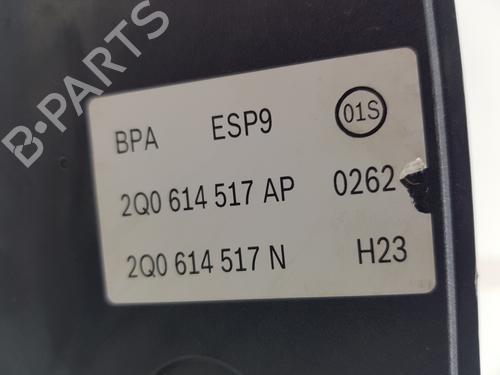 B-PARTS
BPA ESP9 01S
2Q0 614 517 AP 0262
2Q0 614 517 N H23